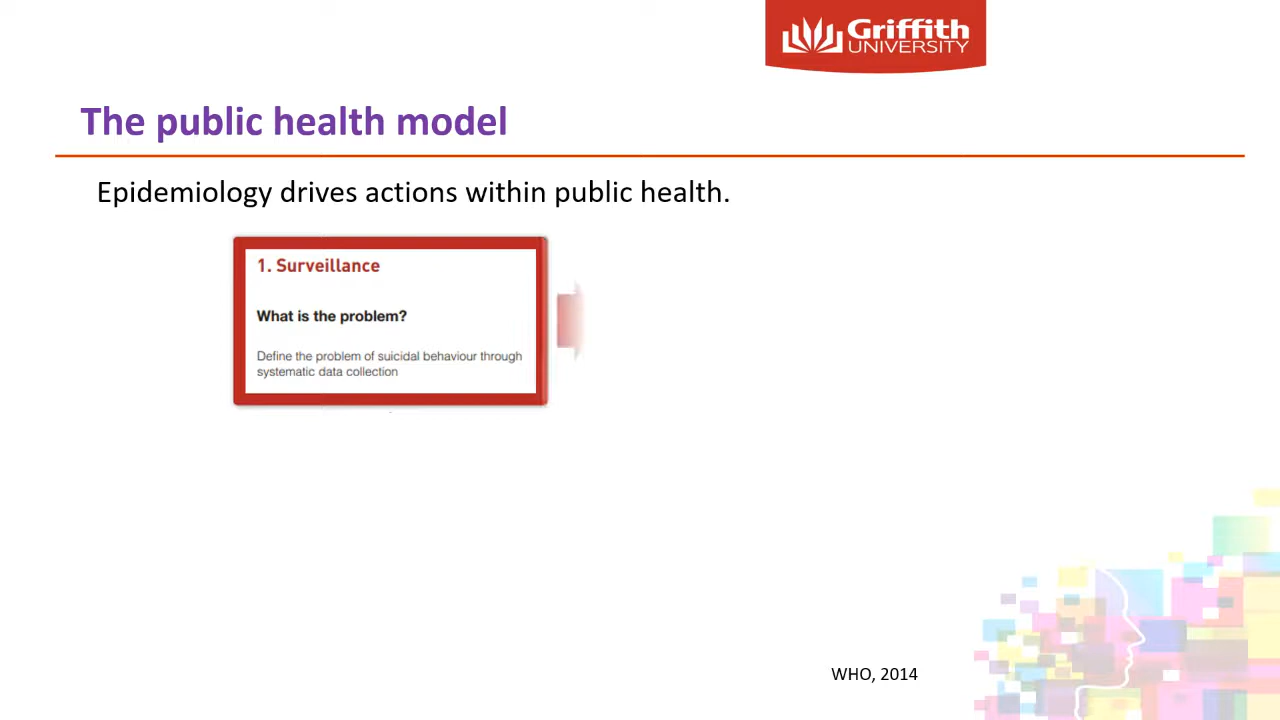 Griffith
UNIVERSITY
The public health model
Epidemiology drives actions within public health.
1. Surveillance
What is the problem?
Define the problem of suicidal behaviour through
systematic data collection
WHO, 2014